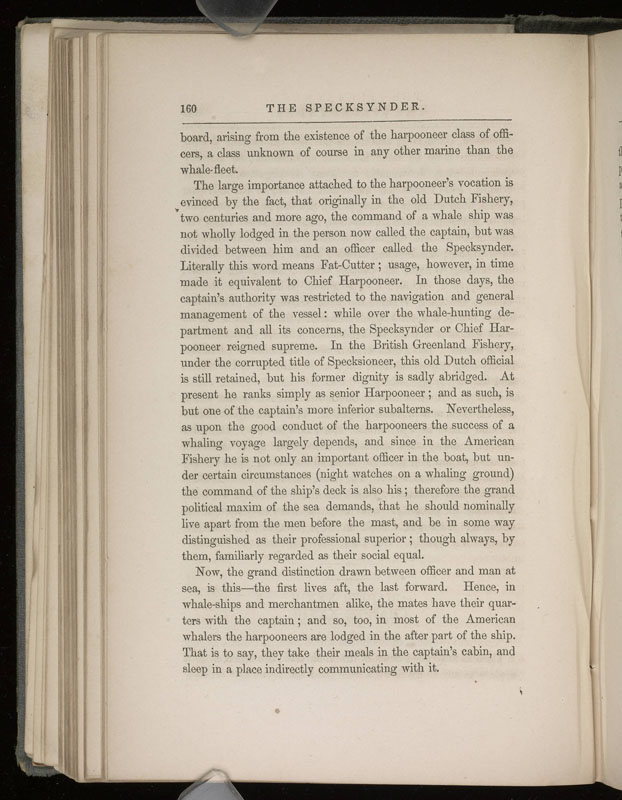 160 THE SPECKSYNDER.
board, arising from the existence of the harpooneer class of offi-
cers, a class unknown of course in any other marine than the
whale-fleet.
The large importance attached to the harpooneer's vocation is
evinced by the fact, that originally in the old Dutch Fishery,
two centuries and more ago, the command of a whale ship was
not wholly lodged in the person now called the captain, but was
divided between him and an officer called the Specksynder.
Literally this word means Fat-Cutter; usage, however, in time
made it equivalent to Chief Harpooneer. In those days, the
captain's authority was restricted to the navigation and general
management of the vessel: while over the whale-hunting de-
partment and all its concerns, the Specksynder or Chief Har-
pooneer reigned supreme. In the British Greenland Fishery,
under the corrupted title of Specksioneer, this old Dutch official
is still retained, but his former dignity is sadly abridged. At
present he ranks simply as senior Harpooneer; and as such, is
but one of the captain's more inferior subalterns. Nevertheless,
as upon the good conduct of the harpooneers the success of a
whaling voyage largely depends, and since in the American
Fishery he is not only an important officer in the boat, but un-
der certain circumstances (night watches on a whaling ground)
the command of the ship's deck is also his; therefore the grand
political maxim of the sea demands, that he should nominally
live apart from the men before the mast, and be in some way
distinguished as their professional superior; though always, by
them, familiarly regarded as their social equal.
Now, the grand distinction drawn between officer and man at
sea, is this—the first lives aft, the last forward. Hence, in
whale-ships and merchantmen alike, the mates have their quar-
ters with the captain; and so, too, in most of the American
whalers the harpooneers are lodged in the after part of the ship.
That is to say, they take their meals in the captain's cabin, and
sleep in a place indirectly communicating with it.